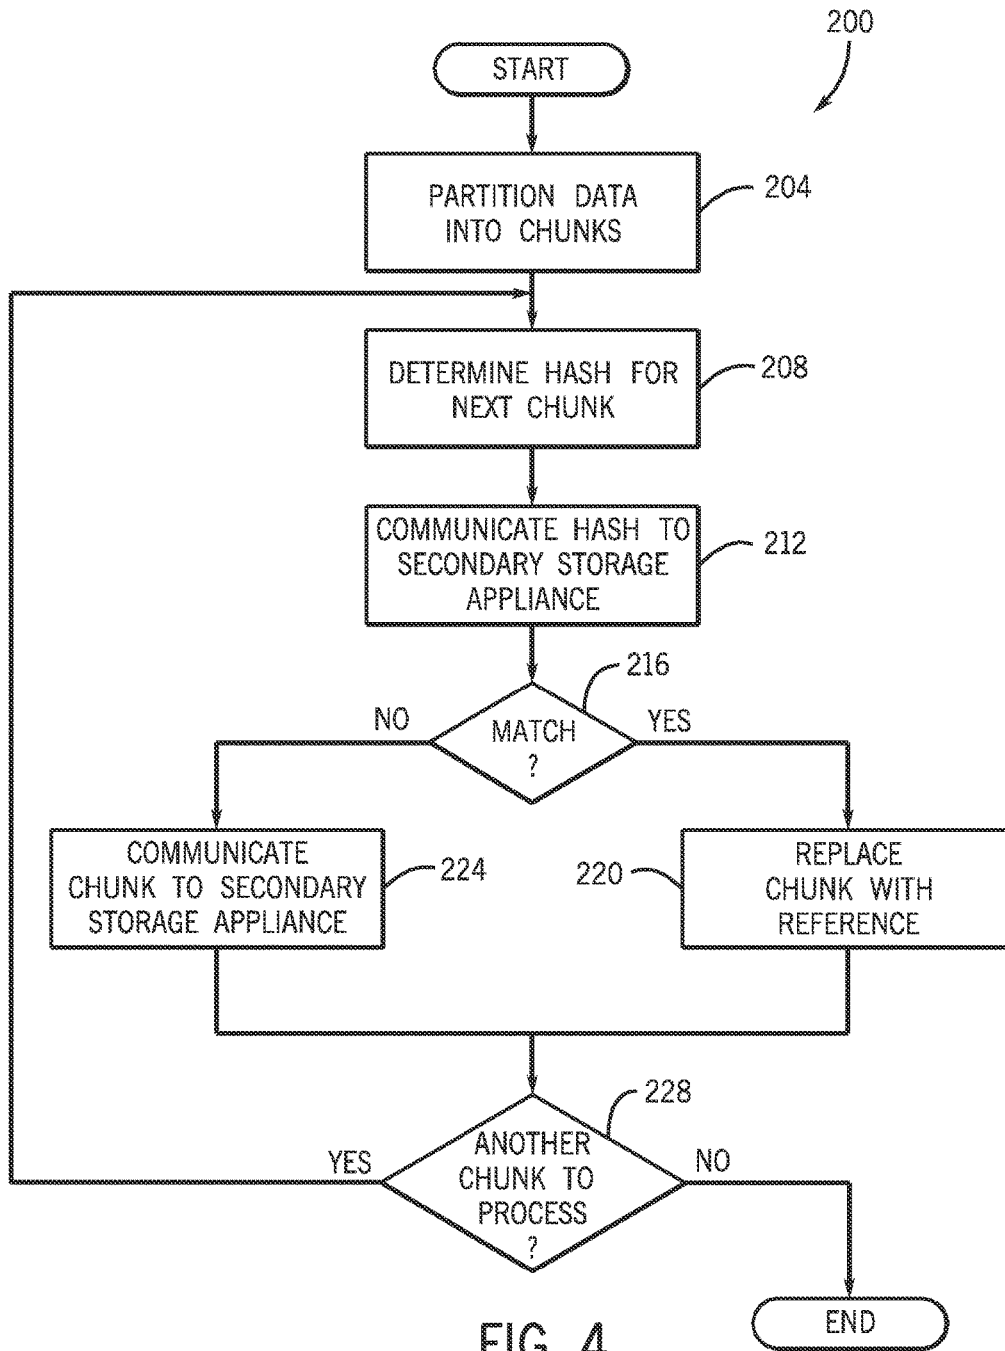 200
START
PARTITION DATA
INTO CHUNKS
204
DETERMINE HASH FOR
NEXT CHUNK
208
COMMUNICATE HASH TO
SECONDARY STORAGE
APPLIANCE
212
216
NO
MATCH
?
YES
COMMUNICATE
CHUNK TO SECONDARY
STORAGE APPLIANCE
224
220
REPLACE
CHUNK WITH
REFERENCE
228
YES
ANOTHER
CHUNK TO
PROCESS
?
NO
END
FIG. 4